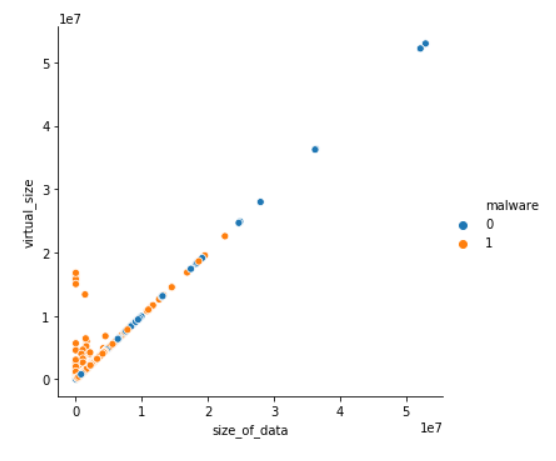 1e7
5
4
3
2
1
0
virtual_size
0 1 2 3 4 5
size_of_data
1e7
malware
0
1